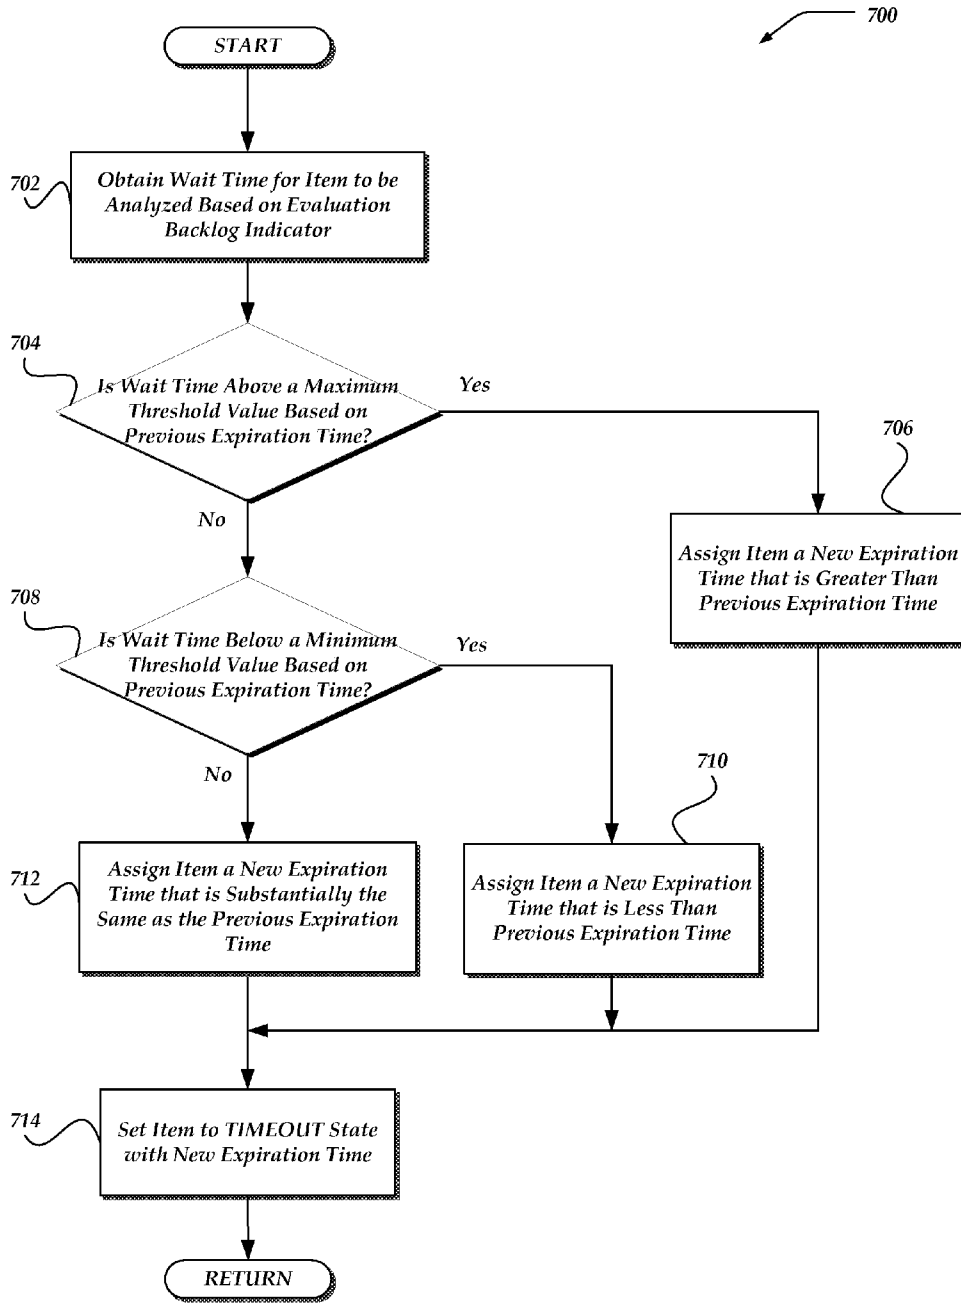 700
START
702
Obtain Wait Time for Item to be
Analyzed Based on Evaluation
Backlog Indicator
704
Is Wait Time Above a Maximum
Threshold Value Based on
Previous Expiration Time?
Yes
No
706
Assign Item a New Expiration
Time that is Greater Than
Previous Expiration Time
708
Is Wait Time Below a Minimum
Threshold Value Based on
Previous Expiration Time?
Yes
No
710
Assign Item a New Expiration
Time that is Less Than
Previous Expiration Time
712
Assign Item a New Expiration
Time that is Substantially the
Same as the Previous Expiration
Time
714
Set Item to TIMEOUT State
with New Expiration Time
RETURN